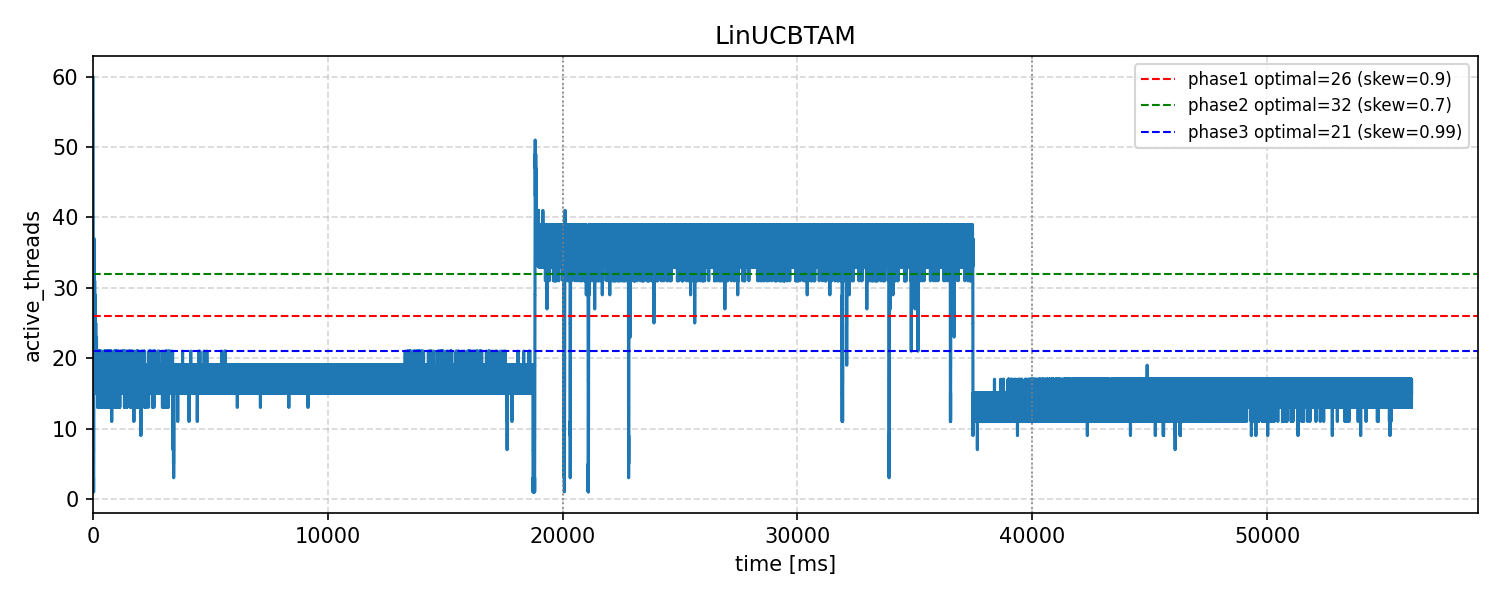 LinUCBTAM
phase1 optimal=26 (skew=0.9)
phase2 optimal=32 (skew=0.7)
phase3 optimal=21 (skew=0.99)
active_threads
60
50
40
30
20
10
0
0 10000 20000 30000 40000 50000
time [ms]